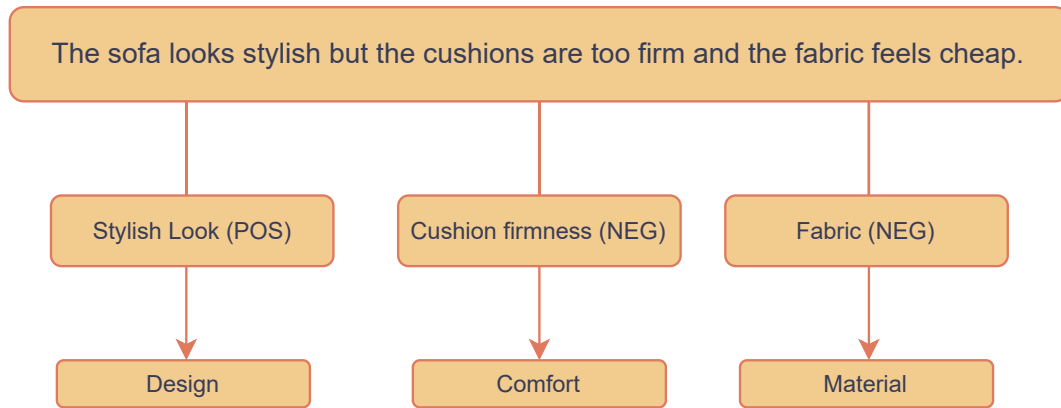 The sofa looks stylish but the cushions are too firm and the fabric feels cheap.
Stylish Look (POS)
Cushion firmness (NEG)
Fabric (NEG)
Design
Comfort
Material